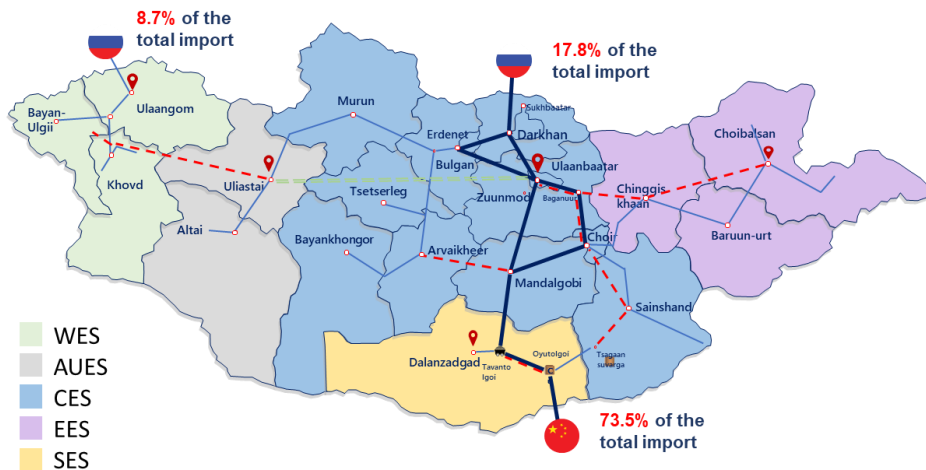 8.7% of the
total import
17.8% of the
total import
Murun
Sukhbaatar
Bayan-
Ulgii
Ulaangom
Erdenet
Darkhan
Choibalsan
Bulgan
Ulaanbaatar
Khovd
Uliastai
Tsetserleg
Zuunmod
Baganuur
Chinggis
khaan
Altai
Bayankhongor
Arvaikheer
Choir
Baruun-urt
Mandalgobi
Sainshand
WES
AUES
CES
EES
SES
Dalanzadgad
Tavanto
lgoi
Oyutolgoi
Tsagaan
suvarga
C
73.5% of the
total import